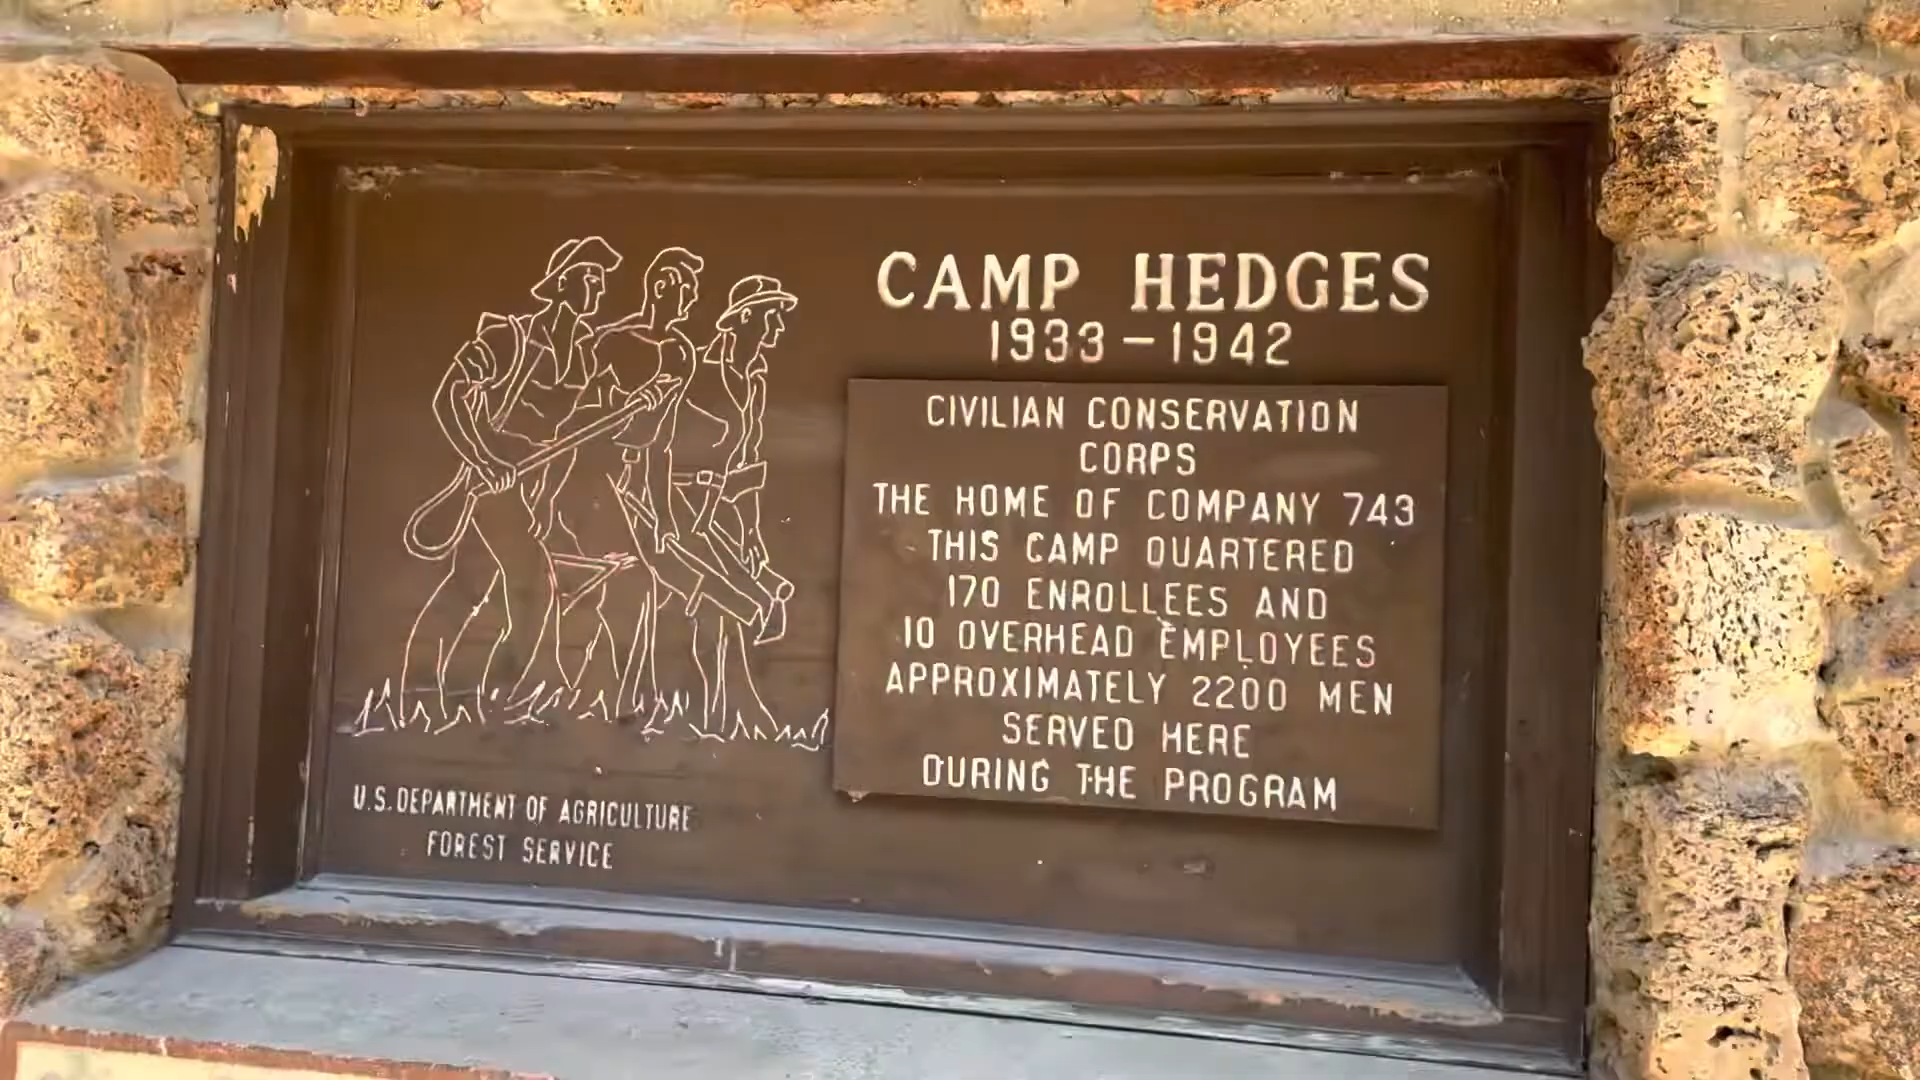 CAMP HEDGES
1933-1942
CIVILIAN CONSERVATION
CORPS
THE HOME OF COMPANY 743
THIS CAMP QUARTERED
170 ENROLLEES AND
10 OVERHEAD EMPLOYEES
APPROXIMATELY 2200 MEN
SERVED HERE
DURING THE PROGRAM
U.S. DEPARTMENT OF AGRICULTURE
FOREST SERVICE